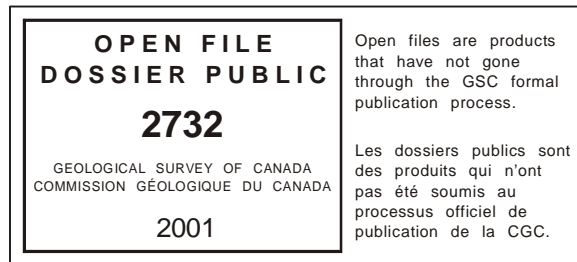 OPEN FILE
DOSSIER PUBLIC
2732
GEOLOGICAL SURVEY OF CANADA
COMMISSION GÉOLOGIQUE DU CANADA
2001
Open files are products
that have not gone
through the GSC formal
publication process.
Les dossiers publics sont
des produits qui n'ont
pas été soumis au
processus officiel de
publication de la CGC.